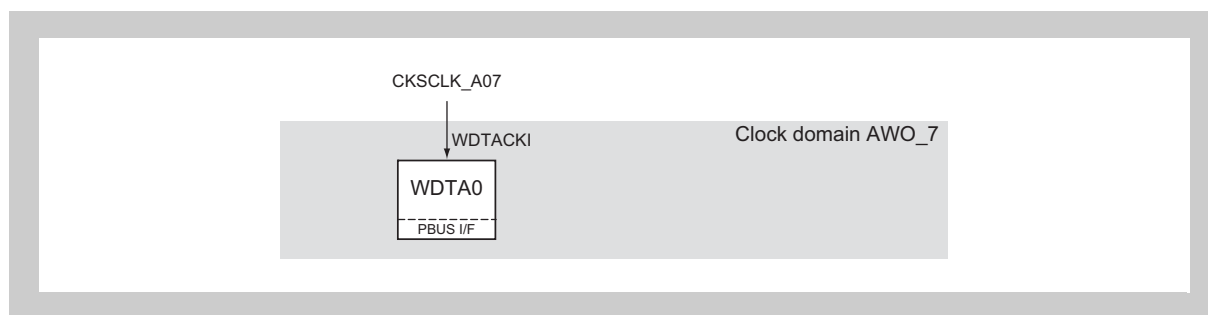 CKSCLK_A07
Clock domain AWO_7
WDTACKI
WDTA0
PBUS I/F